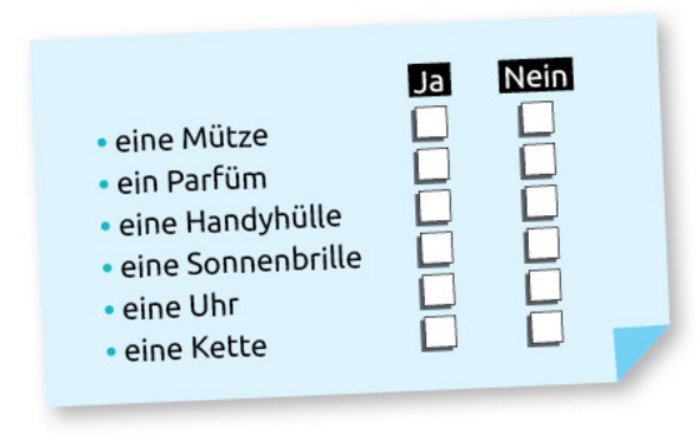 Ja Nein
• eine Mütze
• ein Parfüm
• eine Handyhülle
• eine Sonnenbrille
• eine Uhr
• eine Kette